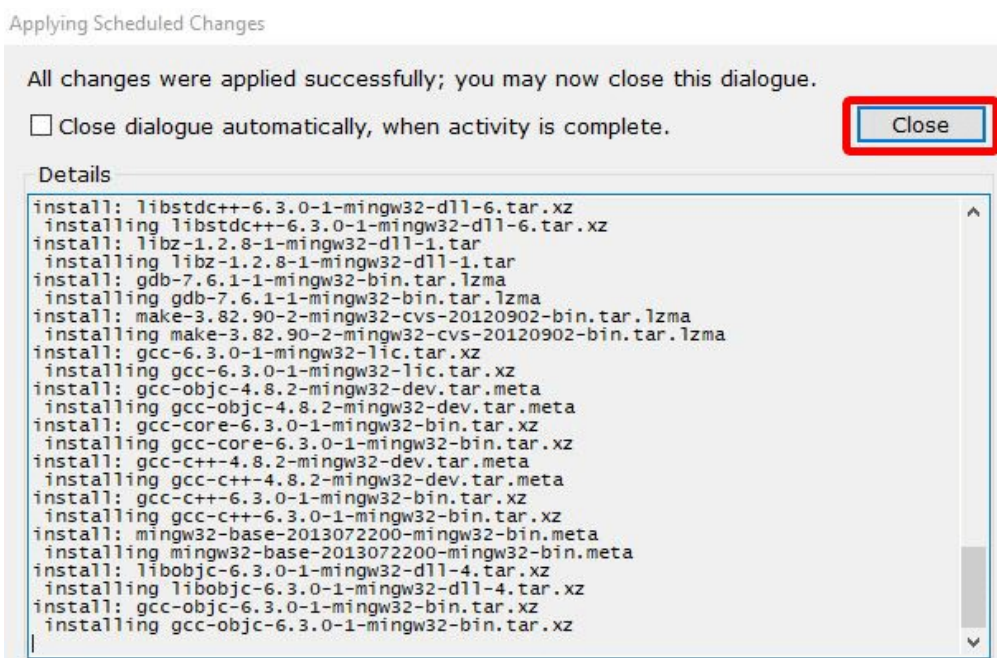 Applying Scheduled Changes
All changes were applied successfully; you may now close this dialogue.
Close dialogue automatically, when activity is complete.
Close
Details
install: libstdc++-6.3.0-1-mingw32-dll-6.tar.xz
installing libstdc++-6.3.0-1-mingw32-dll-6.tar.xz
install: libz-1.2.8-1-mingw32-dll-1.tar
installing libz-1.2.8-1-mingw32-dll-1.tar
install: gdb-7.6.1-1-mingw32-bin.tar.lzma
installing gdb-7.6.1-1-mingw32-bin.tar.lzma
install: make-3.82.90-2-mingw32-cvs-20120902-bin.tar.lzma
installing make-3.82.90-2-mingw32-cvs-20120902-bin.tar.lzma
install: gcc-6.3.0-1-mingw32-lic.tar.xz
installing gcc-6.3.0-1-mingw32-lic.tar.xz
install: gcc-objc-4.8.2-mingw32-dev.tar.meta
installing gcc-objc-4.8.2-mingw32-dev.tar.meta
install: gcc-core-6.3.0-1-mingw32-bin.tar.xz
installing gcc-core-6.3.0-1-mingw32-bin.tar.xz
install: gcc-c++-4.8.2-mingw32-dev.tar.meta
installing gcc-c++-4.8.2-mingw32-dev.tar.meta
install: gcc-c++-6.3.0-1-mingw32-bin.tar.xz
installing gcc-c++-6.3.0-1-mingw32-bin.tar.xz
install: mingw32-base-2013072200-mingw32-bin.meta
installing mingw32-base-2013072200-mingw32-bin.meta
install: libobjc-6.3.0-1-mingw32-dll-4.tar.xz
installing libobjc-6.3.0-1-mingw32-dll-4.tar.xz
install: gcc-objc-6.3.0-1-mingw32-bin.tar.xz
installing gcc-objc-6.3.0-1-mingw32-bin.tar.xz